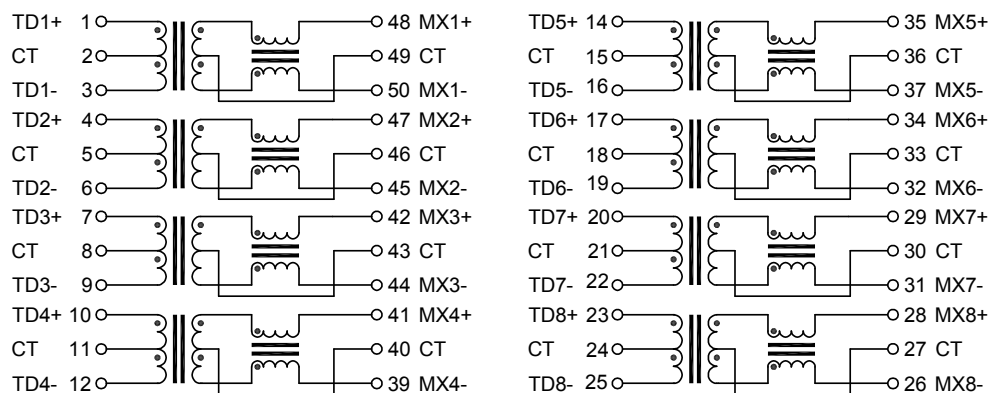 TD1+ 1 48 MX1+ TD5+ 14 35 MX5+
CT 2 49 CT CT 15 36 CT
TD1- 3 50 MX1- TD5- 16 37 MX5-
TD2+ 4 47 MX2+ TD6+ 17 34 MX6+
CT 5 46 CT CT 18 33 CT
TD2- 6 45 MX2- TD6- 19 32 MX6-
TD3+ 7 42 MX3+ TD7+ 20 29 MX7+
CT 8 43 CT CT 21 30 CT
TD3- 9 44 MX3- TD7- 22 31 MX7-
TD4+ 10 41 MX4+ TD8+ 23 28 MX8+
CT 11 40 CT CT 24 27 CT
TD4- 12 39 MX4- TD8- 25 26 MX8-